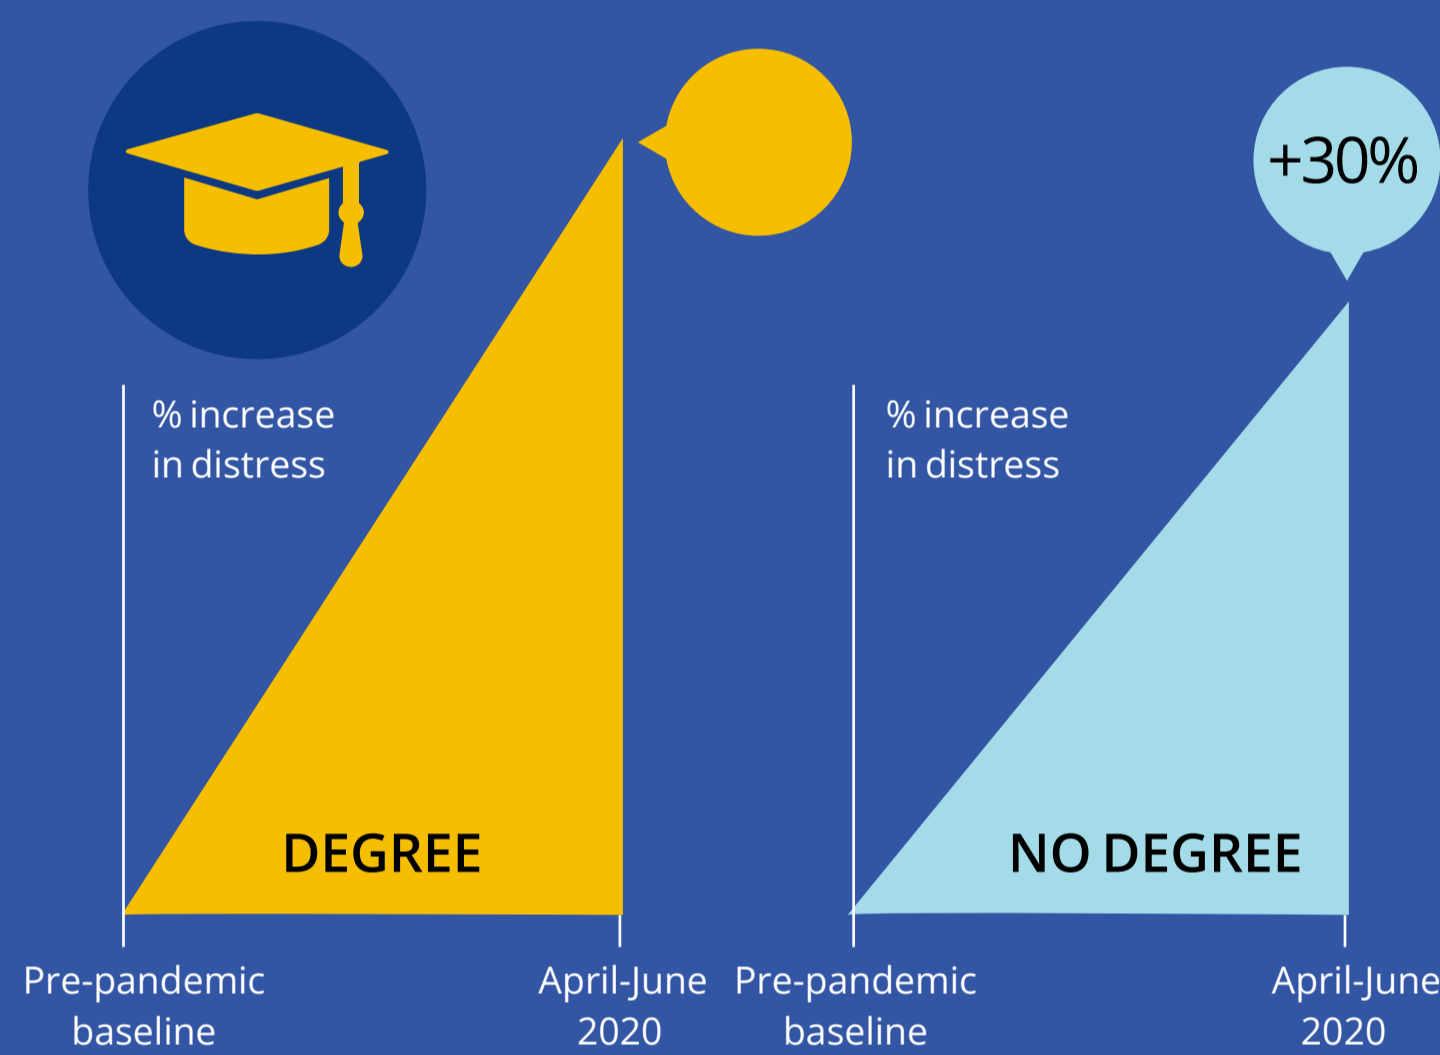 +30%
% increase
in distress
% increase
in distress
DEGREE
NO DEGREE
Pre-pandemic
baseline
April-June
2020
Pre-pandemic
baseline
April-June
2020